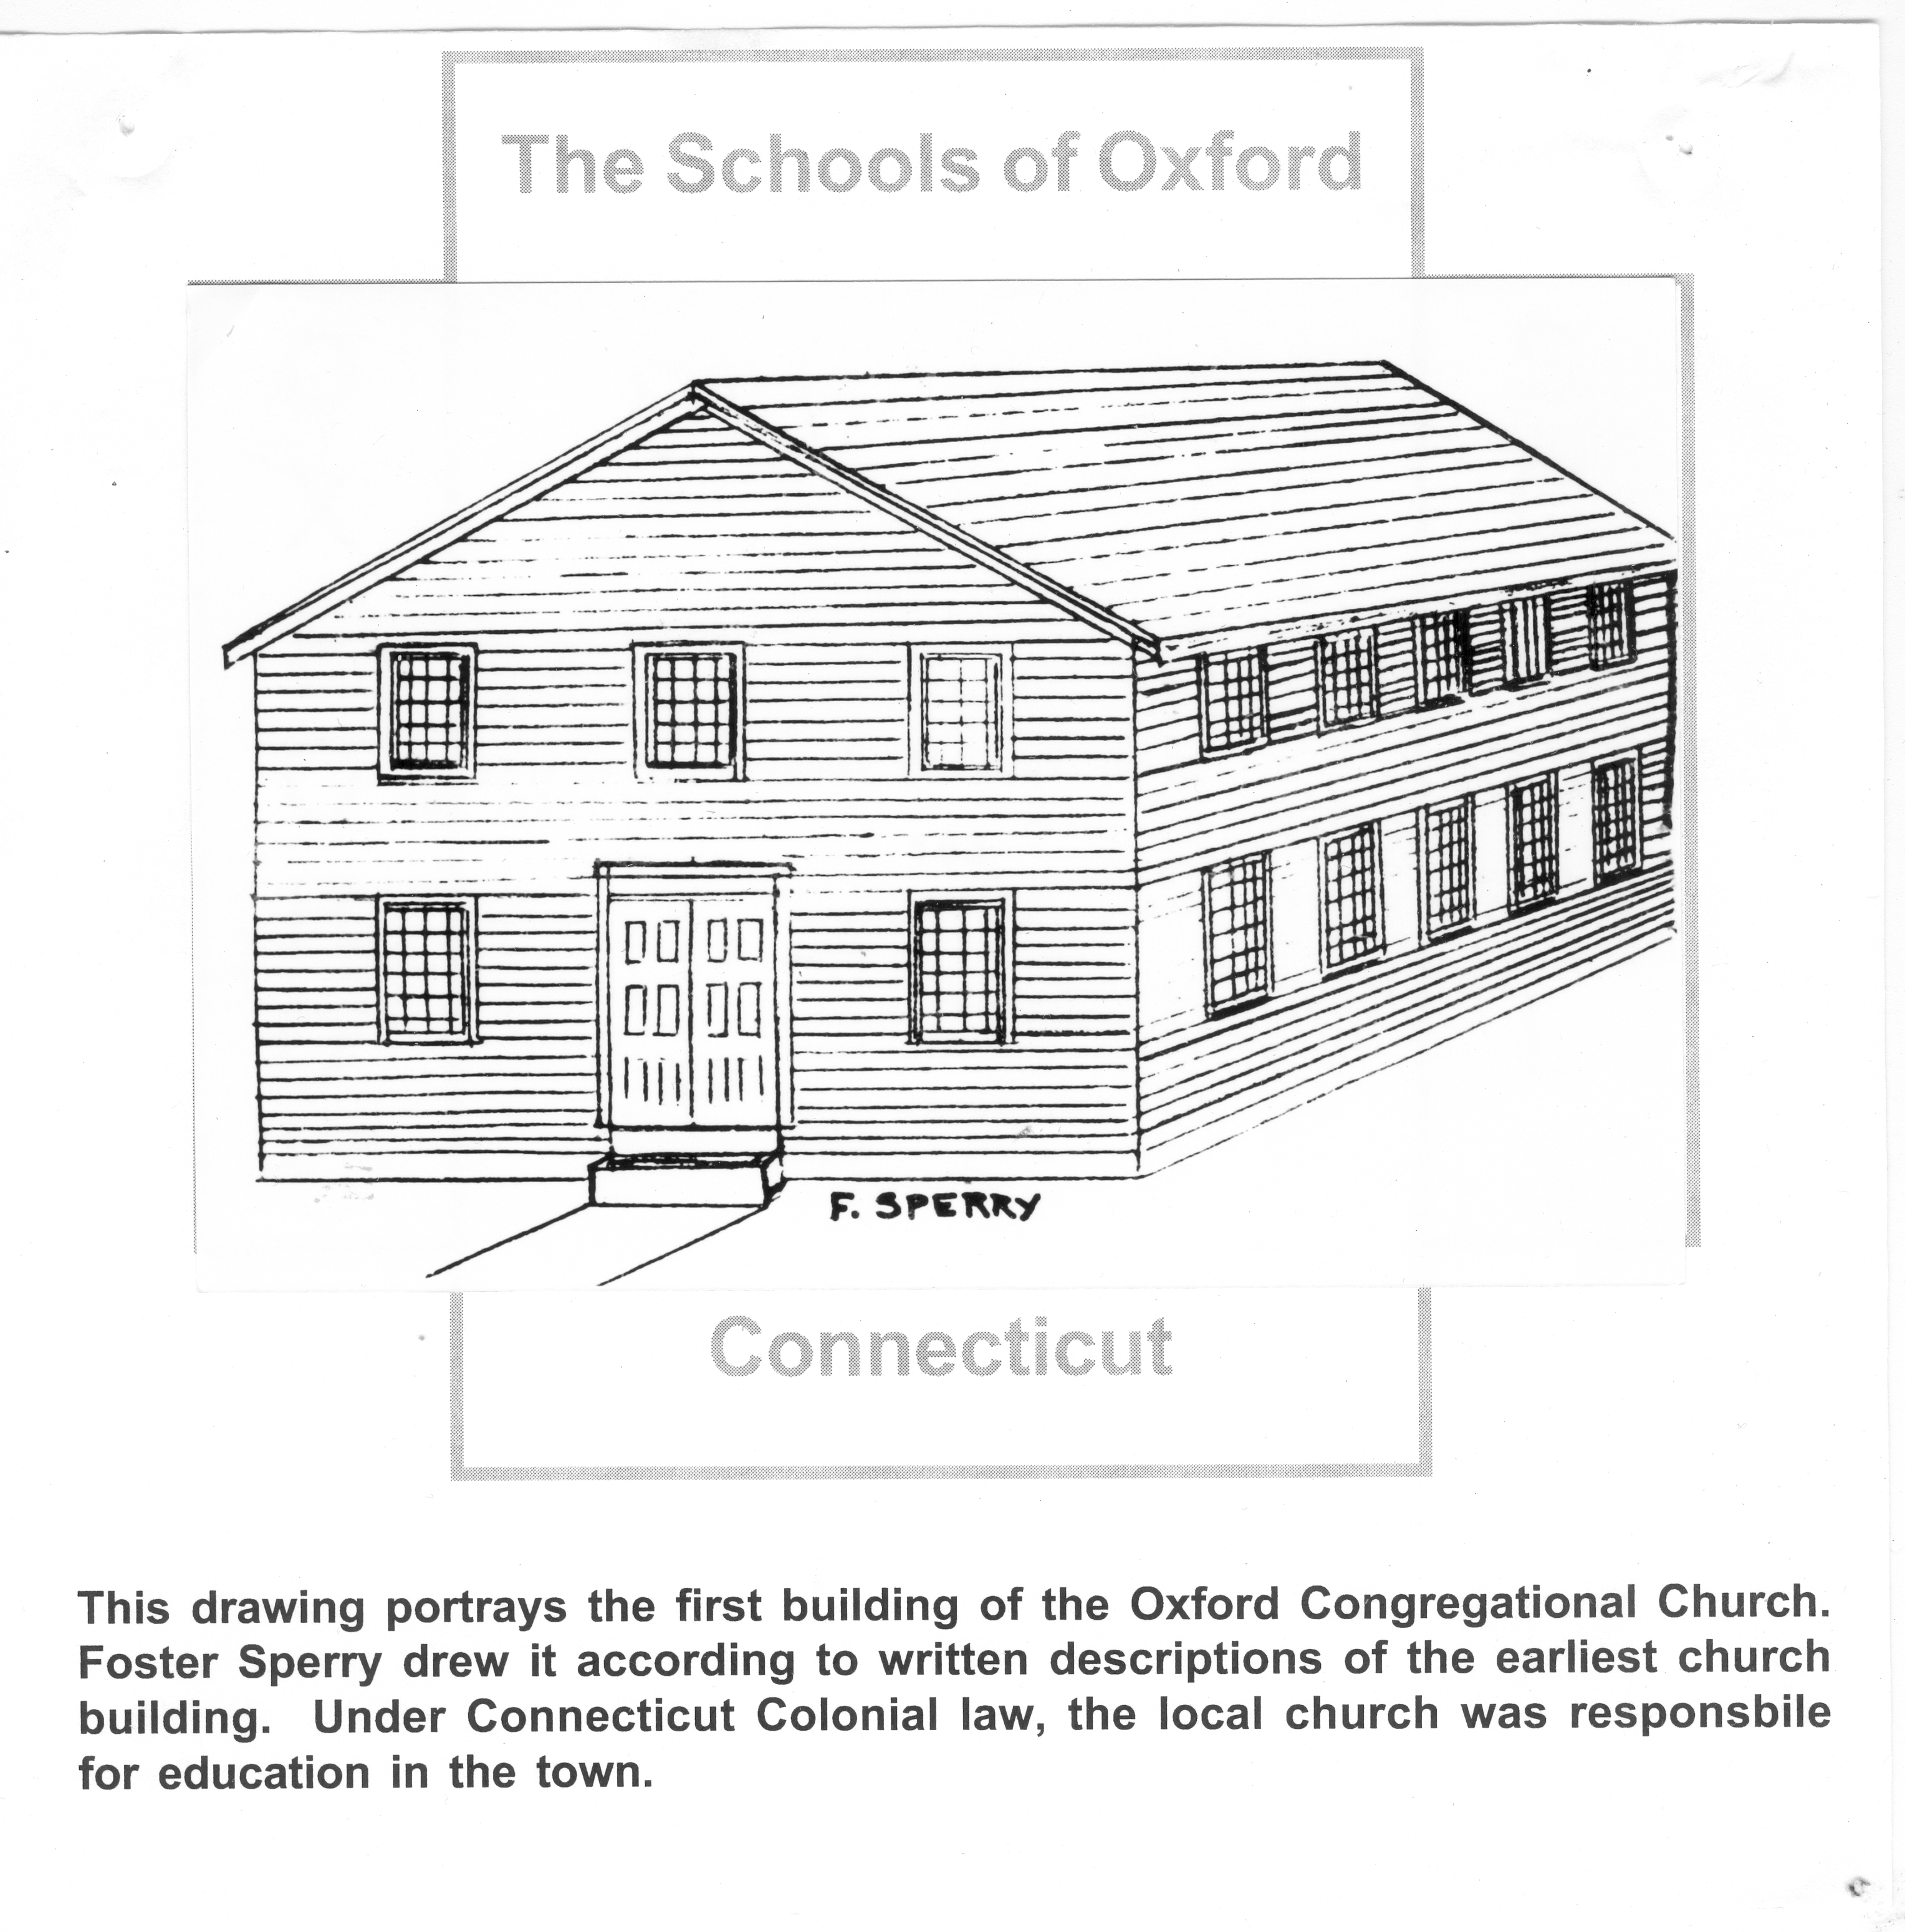 The Schools of Oxford
F. SPERRY
Connecticut
This drawing portrays the first building of the Oxford Congregational Church.
Foster Sperry drew it according to written descriptions of the earliest church
building. Under Connecticut Colonial law, the local church was responsbile
for education in the town.